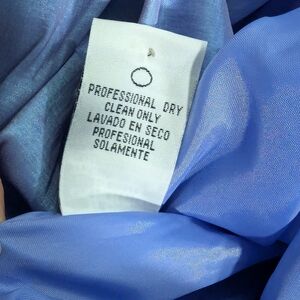 PROFESSIONAL DRY
CLEAN ONLY
LAVADO EN SECO
PROFESIONAL
SOLAMENTE